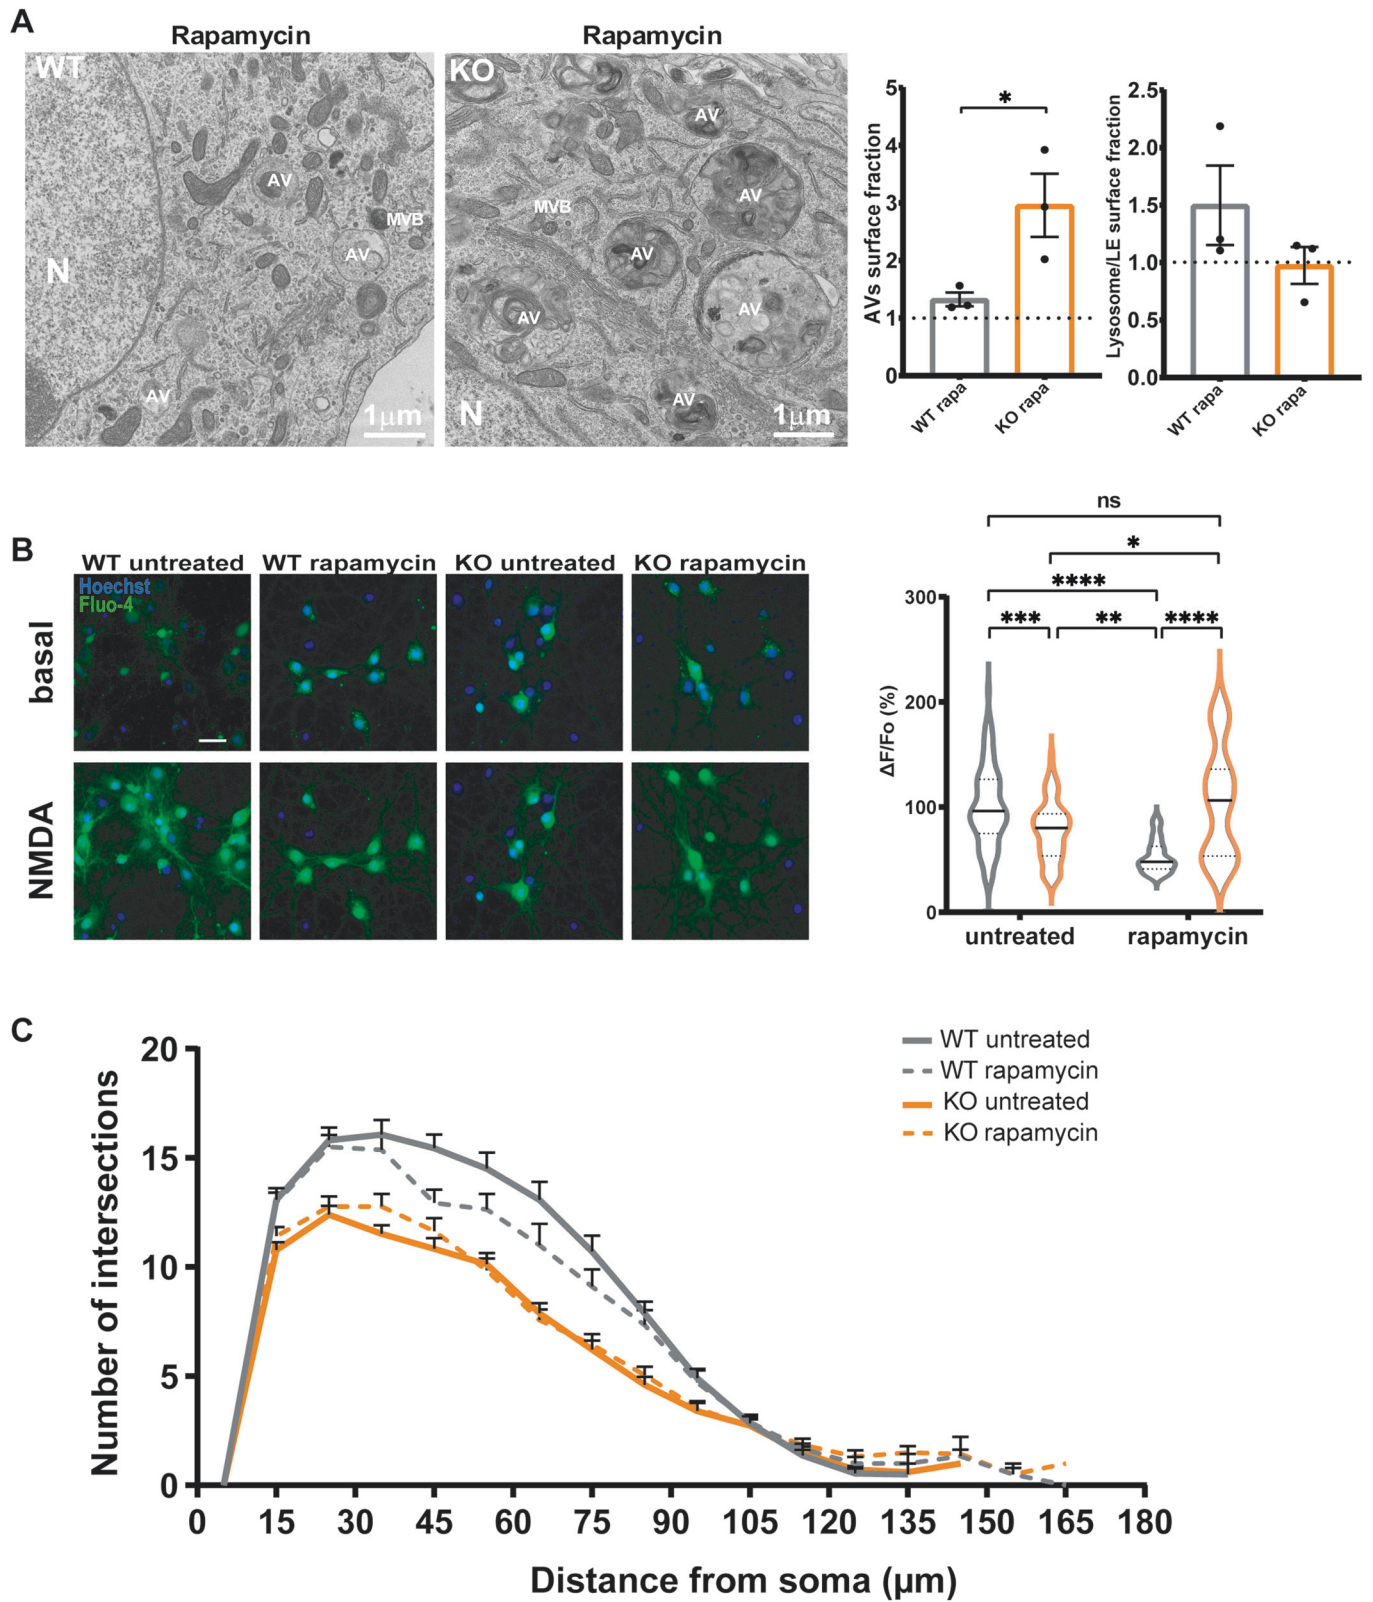 A
Rapamycin
WT
AV
MVB
AV
N
AV
1µm
Rapamycin
KO
AV
AV
MVB
AV
AV
AV
AV
N
1µm
AVs surface fraction
5
4
3
2
1
0
*
WT rapa
KO rapa
Lysosome/LE surface fraction
2.5
2.0
1.5
1.0
0.5
0.0
WT rapa
KO rapa
B
WT untreated
WT rapamycin
KO untreated
KO rapamycin
Hoechst
Fluo-4
basal
NMDA
ns
*
****
***
**
****
ΔF/Fo (%)
300
200
100
0
untreated
rapamycin
C
WT untreated
WT rapamycin
KO untreated
KO rapamycin
Number of intersections
20
15
10
5
0
0 15 30 45 60 75 90 105 120 135 150 165 180
Distance from soma (µm)